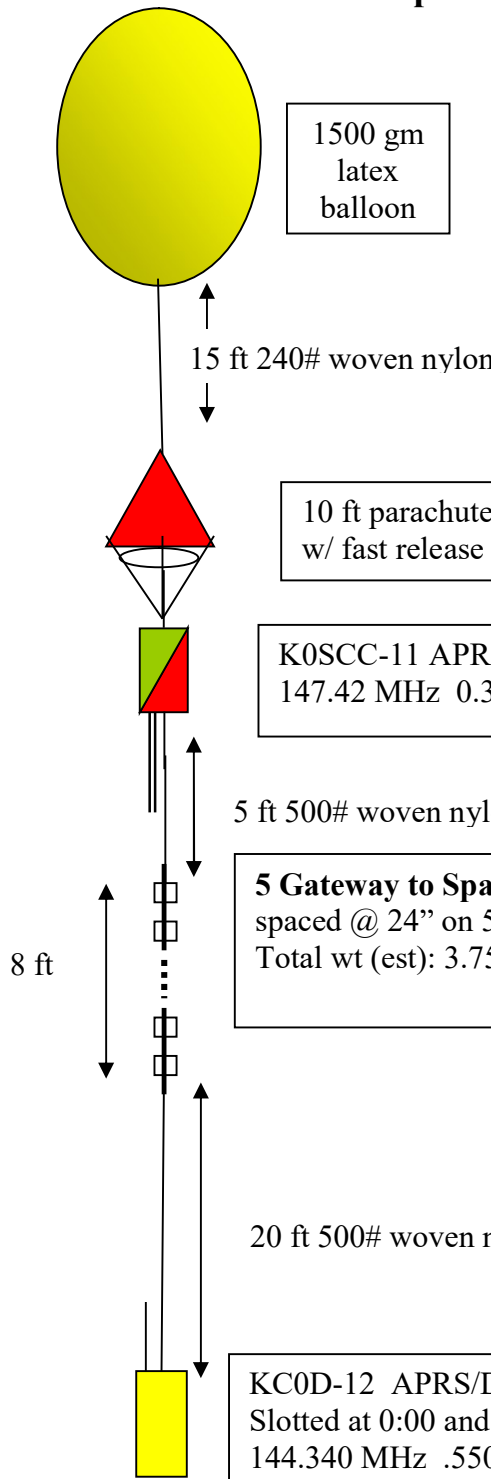 1500 gm
latex
balloon
15 ft 240# woven nylon
10 ft parachute
w/ fast release
K0SCC-11 APR
147.42 MHz 0.3
5 ft 500# woven nyl
5 Gateway to Spa
spaced @ 24” on 5
Total wt (est): 3.75
8 ft
20 ft 500# woven n
KC0D-12 APRS/D
Slotted at 0:00 and
144.340 MHz .550